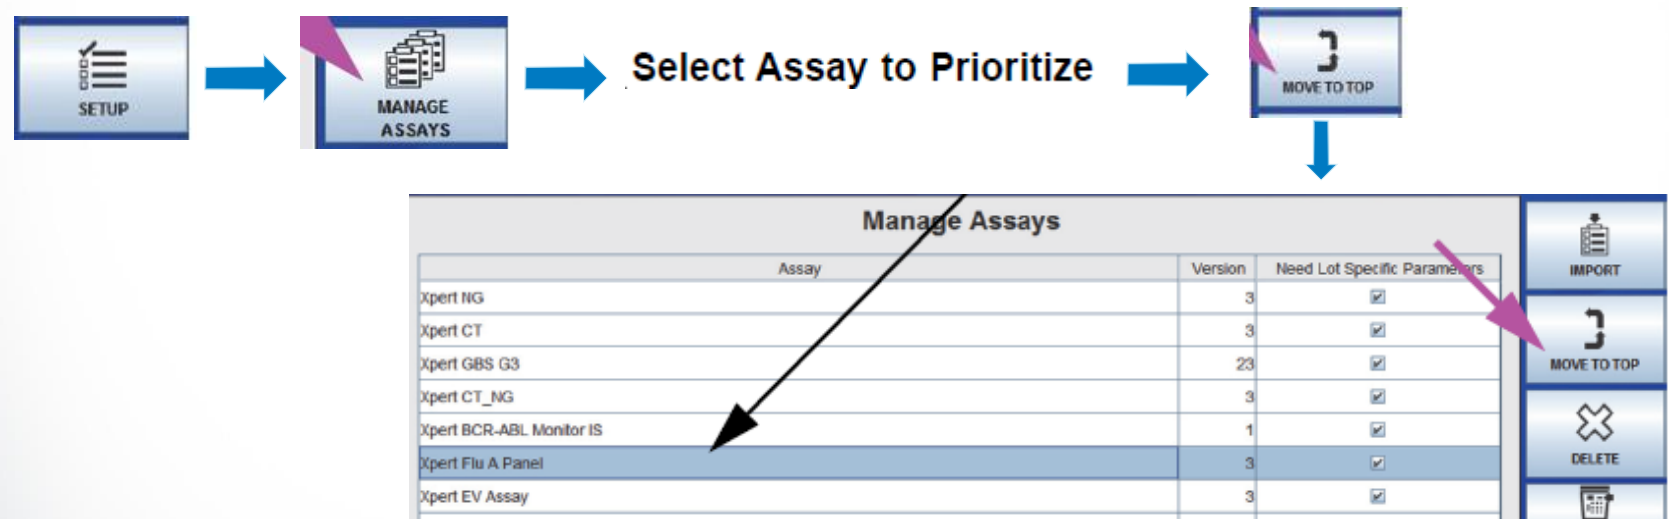 SETUP
MANAGE
ASSAYS
Select Assay to Prioritize
MOVE TO TOP
Manage Assays
Assay Version Need Lot Specific Parameters
Xpert NG 3
Xpert CT 3
Xpert GBS G3 23
Xpert CT_NG 3
Xpert BCR-ABL Monitor IS 1
Xpert Flu A Panel 3
Xpert EV Assay 3
IMPORT
MOVE TO TOP
DELETE